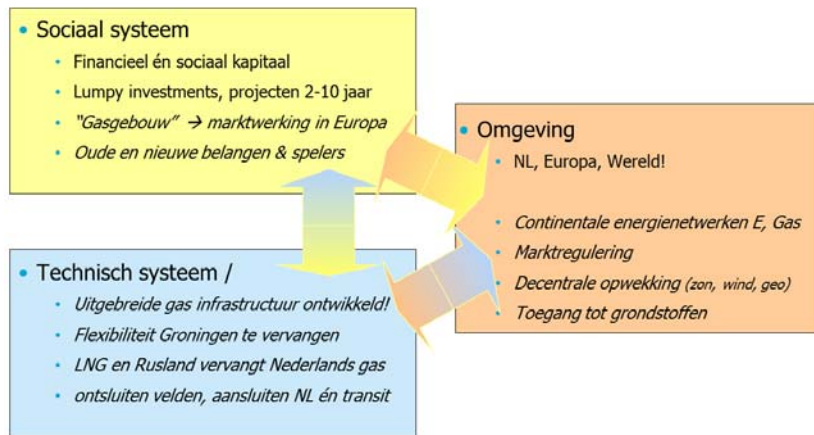 • Sociaal systeem
• Financieel én sociaal kapitaal
• Lumpy investments, projecten 2-10 jaar
• "Gasgebouw" → marktwerking in Europa
• Oude en nieuwe belangen & spelers
• Omgeving
• NL, Europa, Wereld!
• Continentale energienetwerken E, Gas
• Marktregulering
• Decentrale opwekking (zon, wind, geo)
• Toegang tot grondstoffen
• Technisch systeem /
• Uitgebreide gas infrastructuur ontwikkeld!
• Flexibiliteit Groningen te vervangen
• LNG en Rusland vervangt Nederlands gas
• ontsluiten velden, aansluiten NL én transit